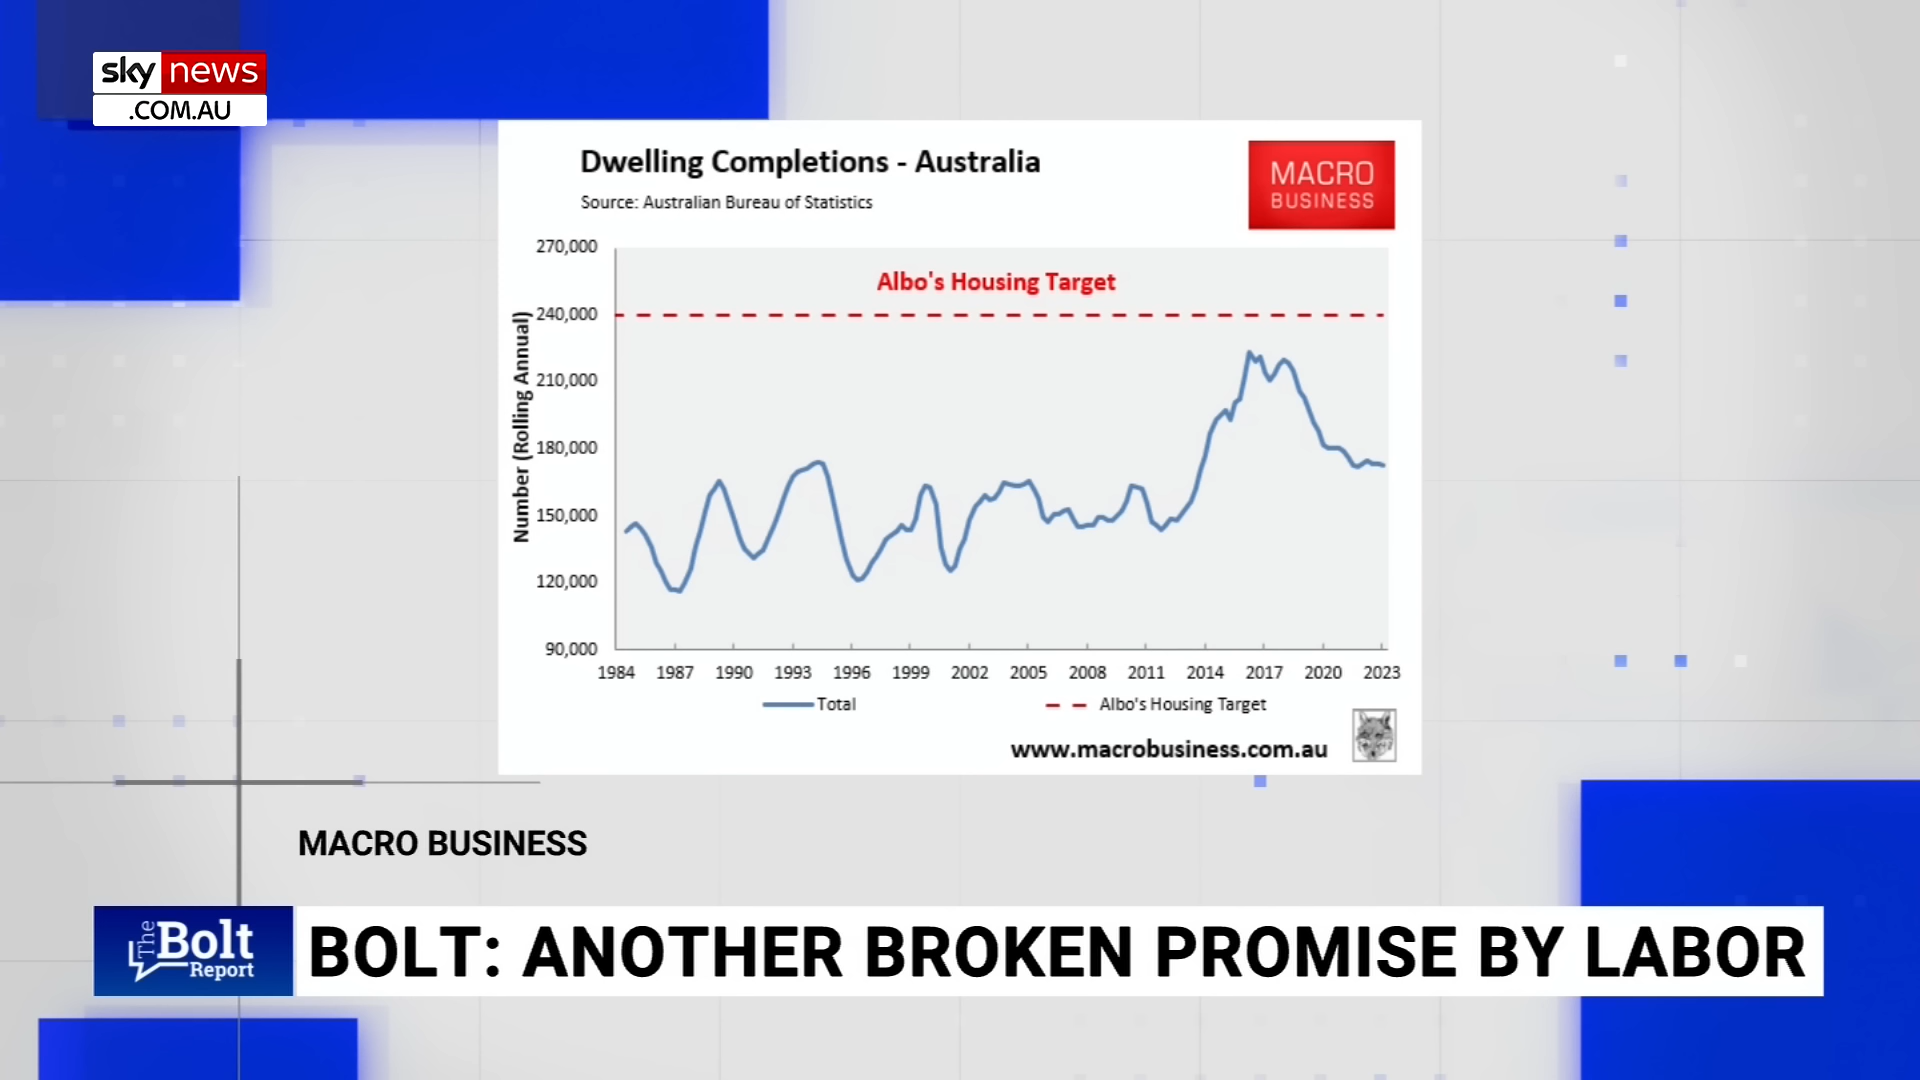 sky news
.COM.AU
Dwelling Completions - Australia
Source: Australian Bureau of Statistics
MACRO
BUSINESS
Number (Rolling Annual)
270,000
240,000
210,000
180,000
150,000
120,000
90,000
Albo's Housing Target
1984 1987 1990 1993 1996 1999 2002 2005 2008 2011 2014 2017 2020 2023
Total Albo's Housing Target
www.macrobusiness.com.au
MACRO BUSINESS
The Bolt
Report
BOLT: ANOTHER BROKEN PROMISE BY LABOR